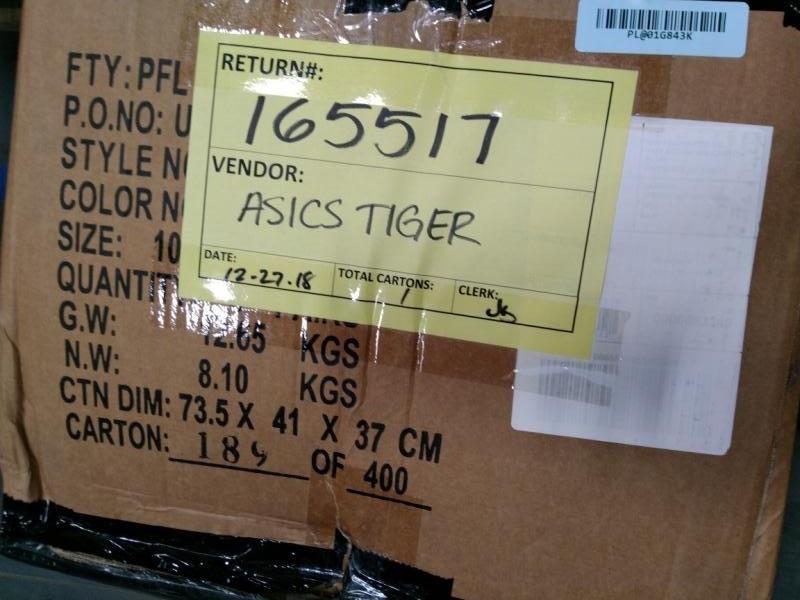 PL@01G843K
RETURN#:
165517
VENDOR:
ASICS TIGER
DATE:
12-27-18
TOTAL CARTONS:
1
CLERK:
FTY: PFL
P.O.NO: U
STYLE N
COLOR N
SIZE: 10
QUANTIT
G.W: 12.65 KGS
N.W: 8.10 KGS
CTN DIM: 73.5 X 41 X 37 CM
CARTON: 189 OF 400